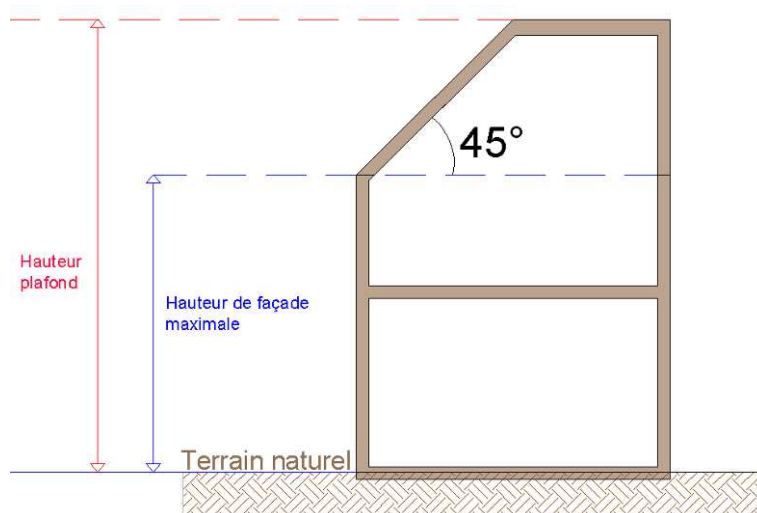 45°
Hauteur
plafond
Hauteur de façade
maximale
Terrain naturel